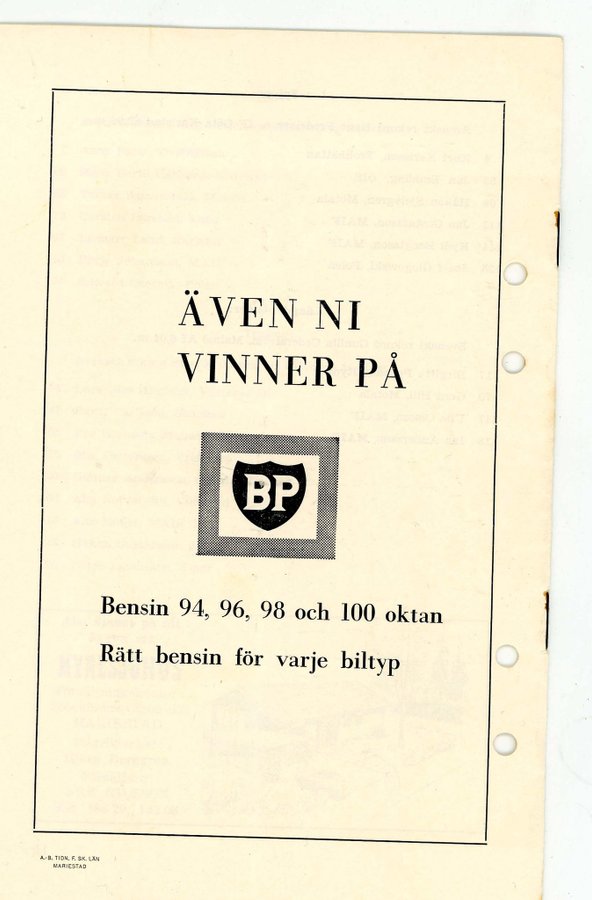 ÄVEN NI
VINNER PÅ
BP
Bensin 94, 96, 98 och 100 oktan
Rätt bensin för varje biltyp
A.-B. TIDN. F. SK. LÄN
MARIESTAD